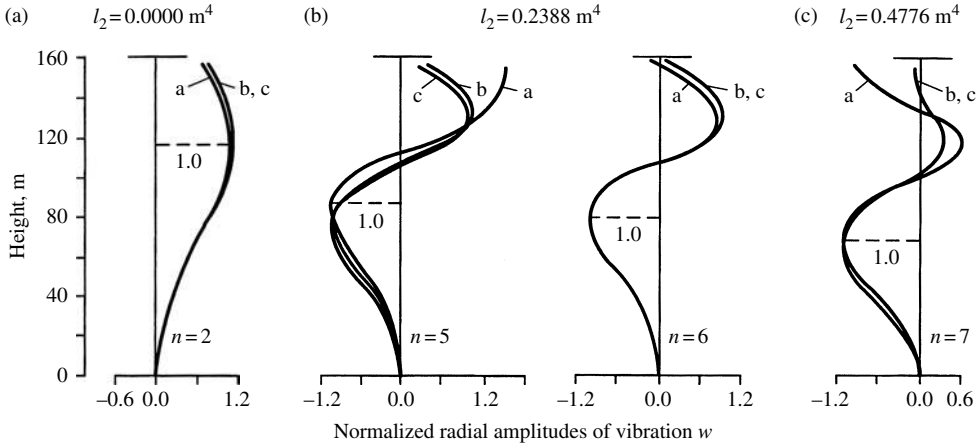 (a) l₂=0.0000 m⁴ (b) l₂=0.2388 m⁴ (c) l₂=0.4776 m⁴
160
120
80
40
0
Height, m
a b, c
1.0
n=2
−0.6 0.0 1.2
c b a
1.0
n=5
−1.2 0.0 1.2
a b, c
1.0
n=6
−1.2 0.0 1.2
a b, c
1.0
n=7
−1.2 0.0 0.6
Normalized radial amplitudes of vibration w